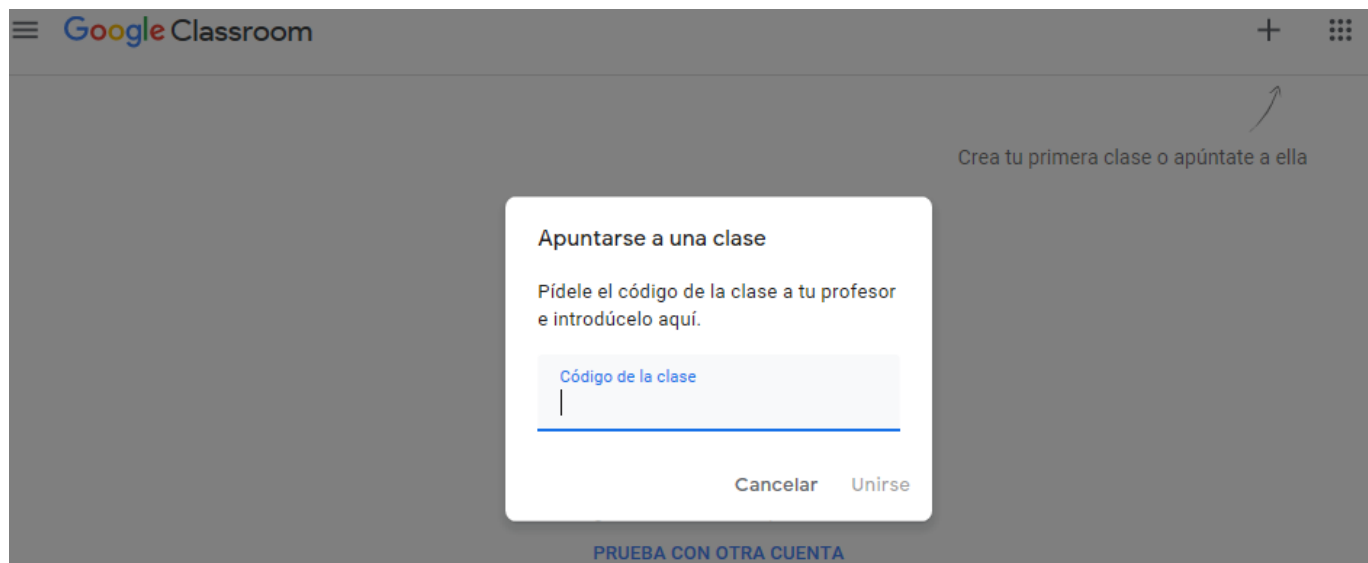 Google Classroom
Crea tu primera clase o apúntate a ella
Apuntarse a una clase
Pídele el código de la clase a tu profesor
e introdúcelo aquí.
Código de la clase
Cancelar Unirse
PRUEBA CON OTRA CUENTA